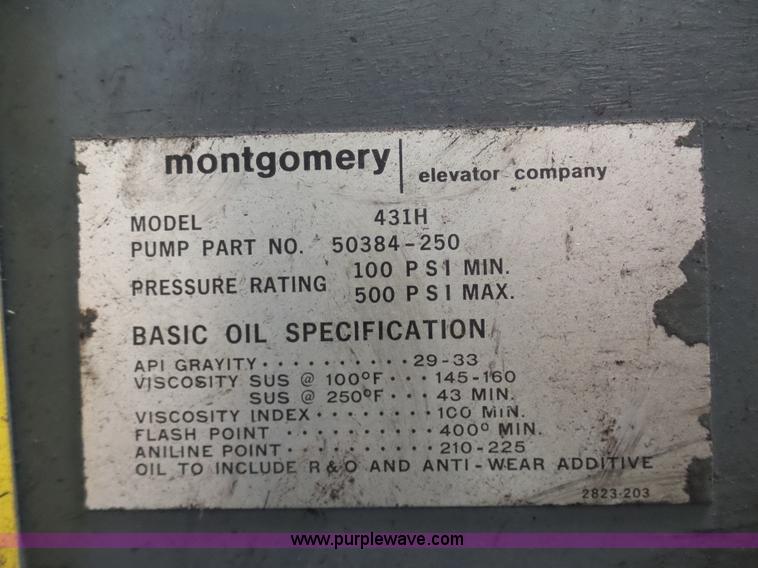 montgomery | elevator company
MODEL 431H
PUMP PART NO. 50384-250
PRESSURE RATING 100 PSI MIN.
500 PSI MAX.
BASIC OIL SPECIFICATION
API GRAYITY·········· 29-33
VISCOSITY SUS @ 100°F··· 145-160
SUS @ 250°F··· 43 MIN.
VISCOSITY INDEX········ 100 MIN.
FLASH POINT ·········· 400° MIN.
ANILINE POINT·········· 210-225
OIL TO INCLUDE R&O AND ANTI-WEAR ADDITIVE
2823-203
www.purplewave.com